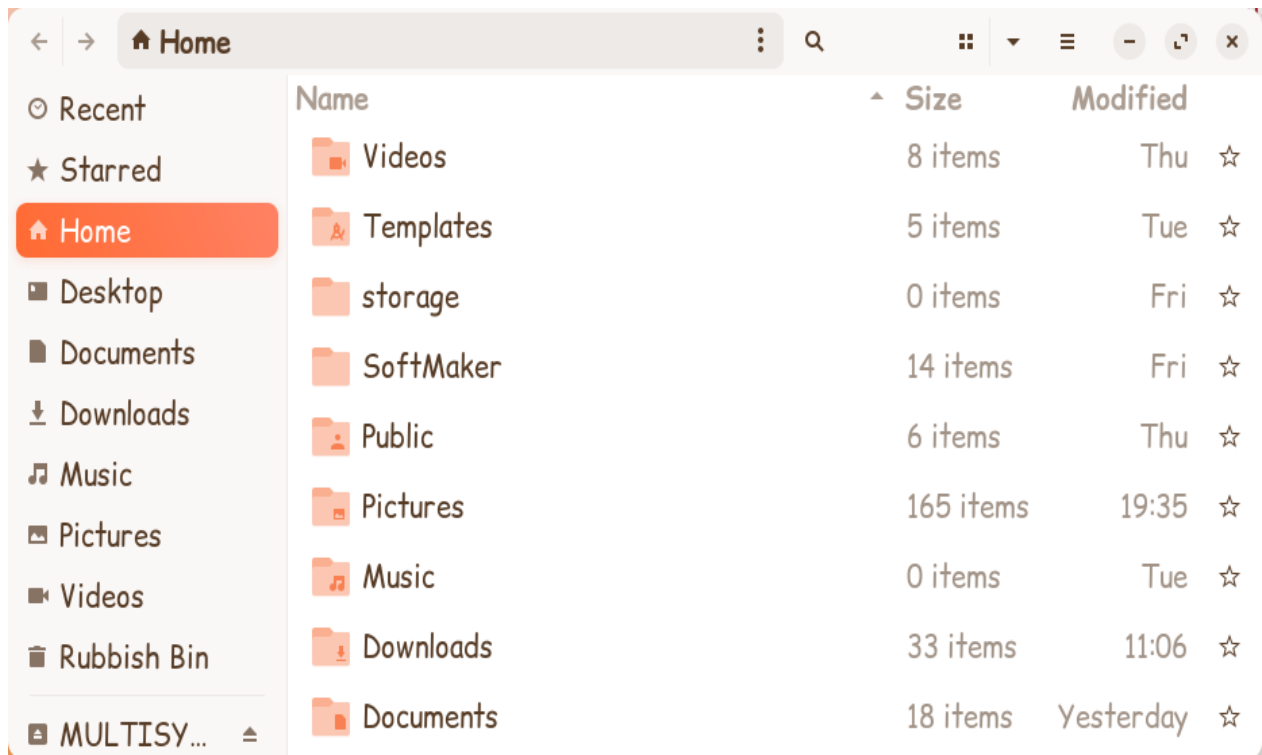 Home
Recent
Starred
Home
Desktop
Documents
Downloads
Music
Pictures
Videos
Rubbish Bin
MULTISY...
Name Size Modified
Videos 8 items Thu
Templates 5 items Tue
storage 0 items Fri
SoftMaker 14 items Fri
Public 6 items Thu
Pictures 165 items 19:35
Music 0 items Tue
Downloads 33 items 11:06
Documents 18 items Yesterday